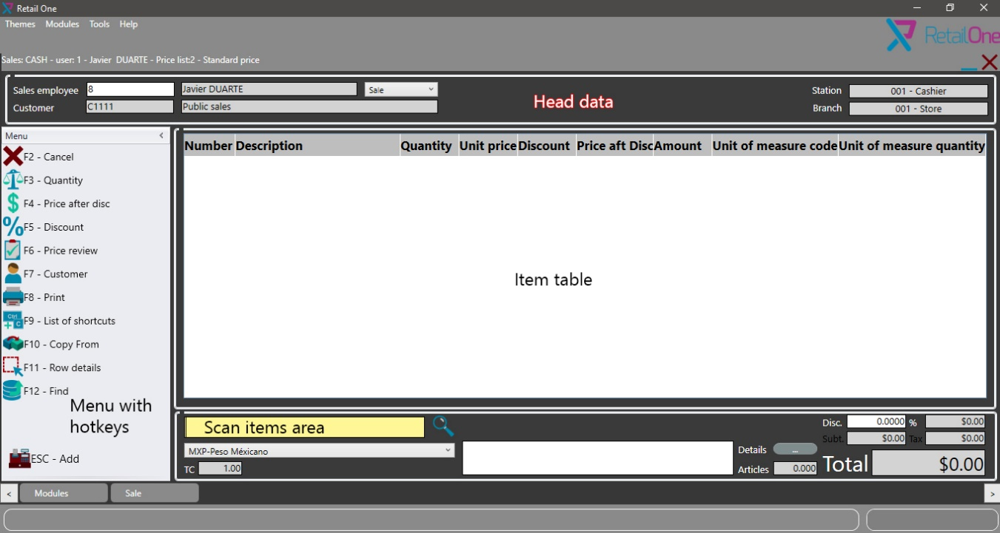 Retail One
Themes Modules Tools Help
RetailOne
Sales: CASH - user: 1 - Javier DUARTE - Price list:2 - Standard price
Sales employee 8 Javier DUARTE Sale
Station 001 - Cashier
Customer C1111 Public sales
Branch 001 - Store
Head data
Menu
F2 - Cancel
F3 - Quantity
F4 - Price after disc
F5 - Discount
F6 - Price review
F7 - Customer
F8 - Print
Ctrl
+ C
F9 - List of shortcuts
F10 - Copy From
F11 - Row details
F12 - Find
Menu with
hotkeys
ESC - Add
Number Description Quantity Unit price Discount Price aft Disc Amount Unit of measure code Unit of measure quantity
Item table
Scan items area
MXP-Peso Méxicano
TC 1.00
Details ...
Articles 0.000
Disc. 0.0000 % $0.00
Subt. $0.00 Tax $0.00
Total $0.00
< Modules Sale >